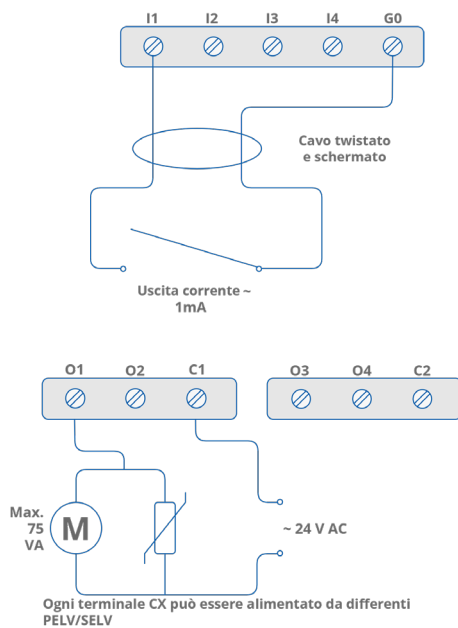 I1 I2 I3 I4 G0
Cavo twistato
e schermato
Uscita corrente ~
1mA
O1 O2 C1 O3 O4 C2
Max.
75
VA
M
~ 24 V AC
Ogni terminale CX può essere alimentato da differenti
PELV/SELV